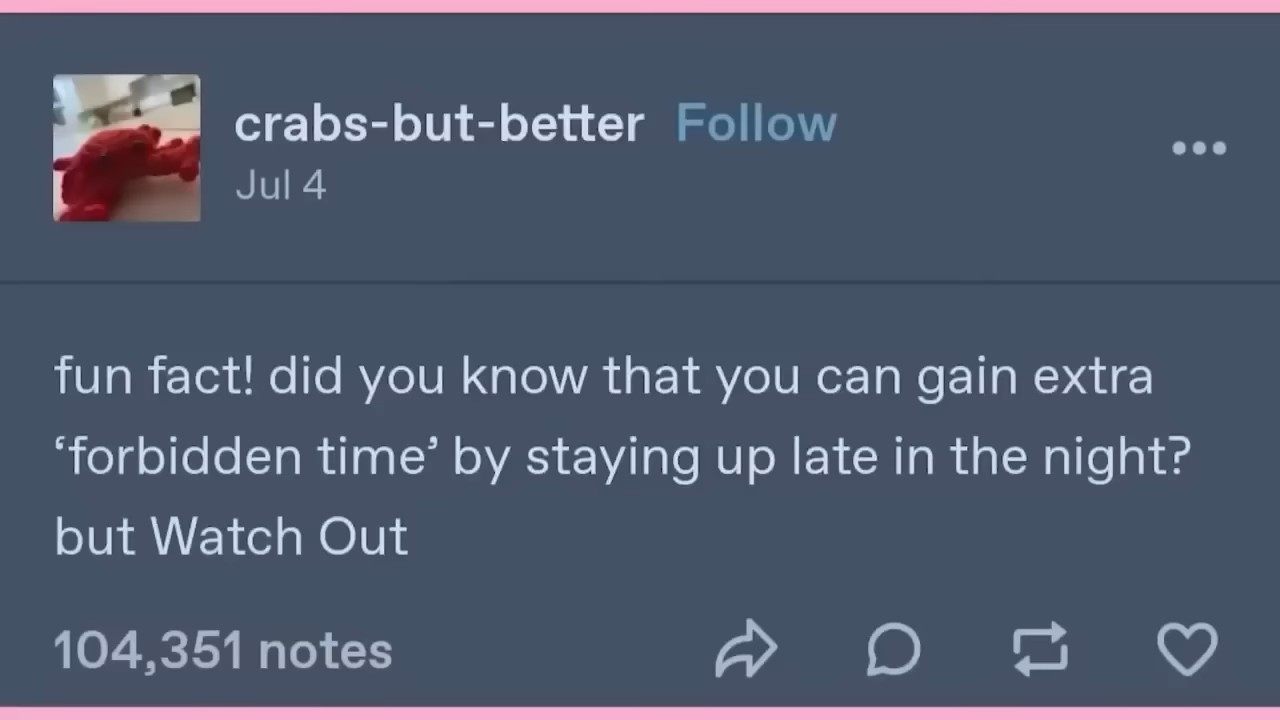 crabs-but-better Follow
Jul 4
fun fact! did you know that you can gain extra
‘forbidden time’ by staying up late in the night?
but Watch Out
104,351 notes